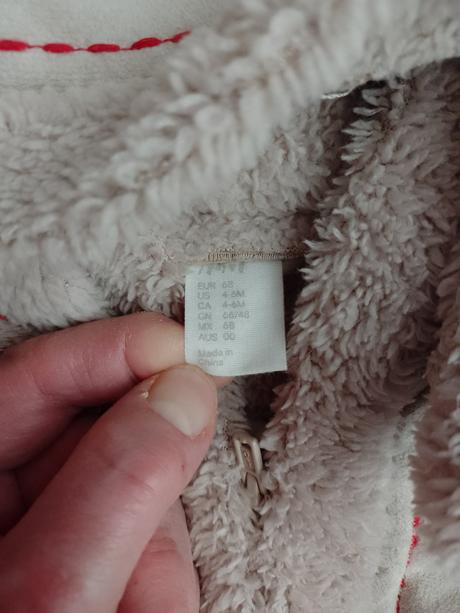 EUR 68
US 4-6M
CA 4-6M
CN 66/48
MX 68
AUS 00
Made in
China